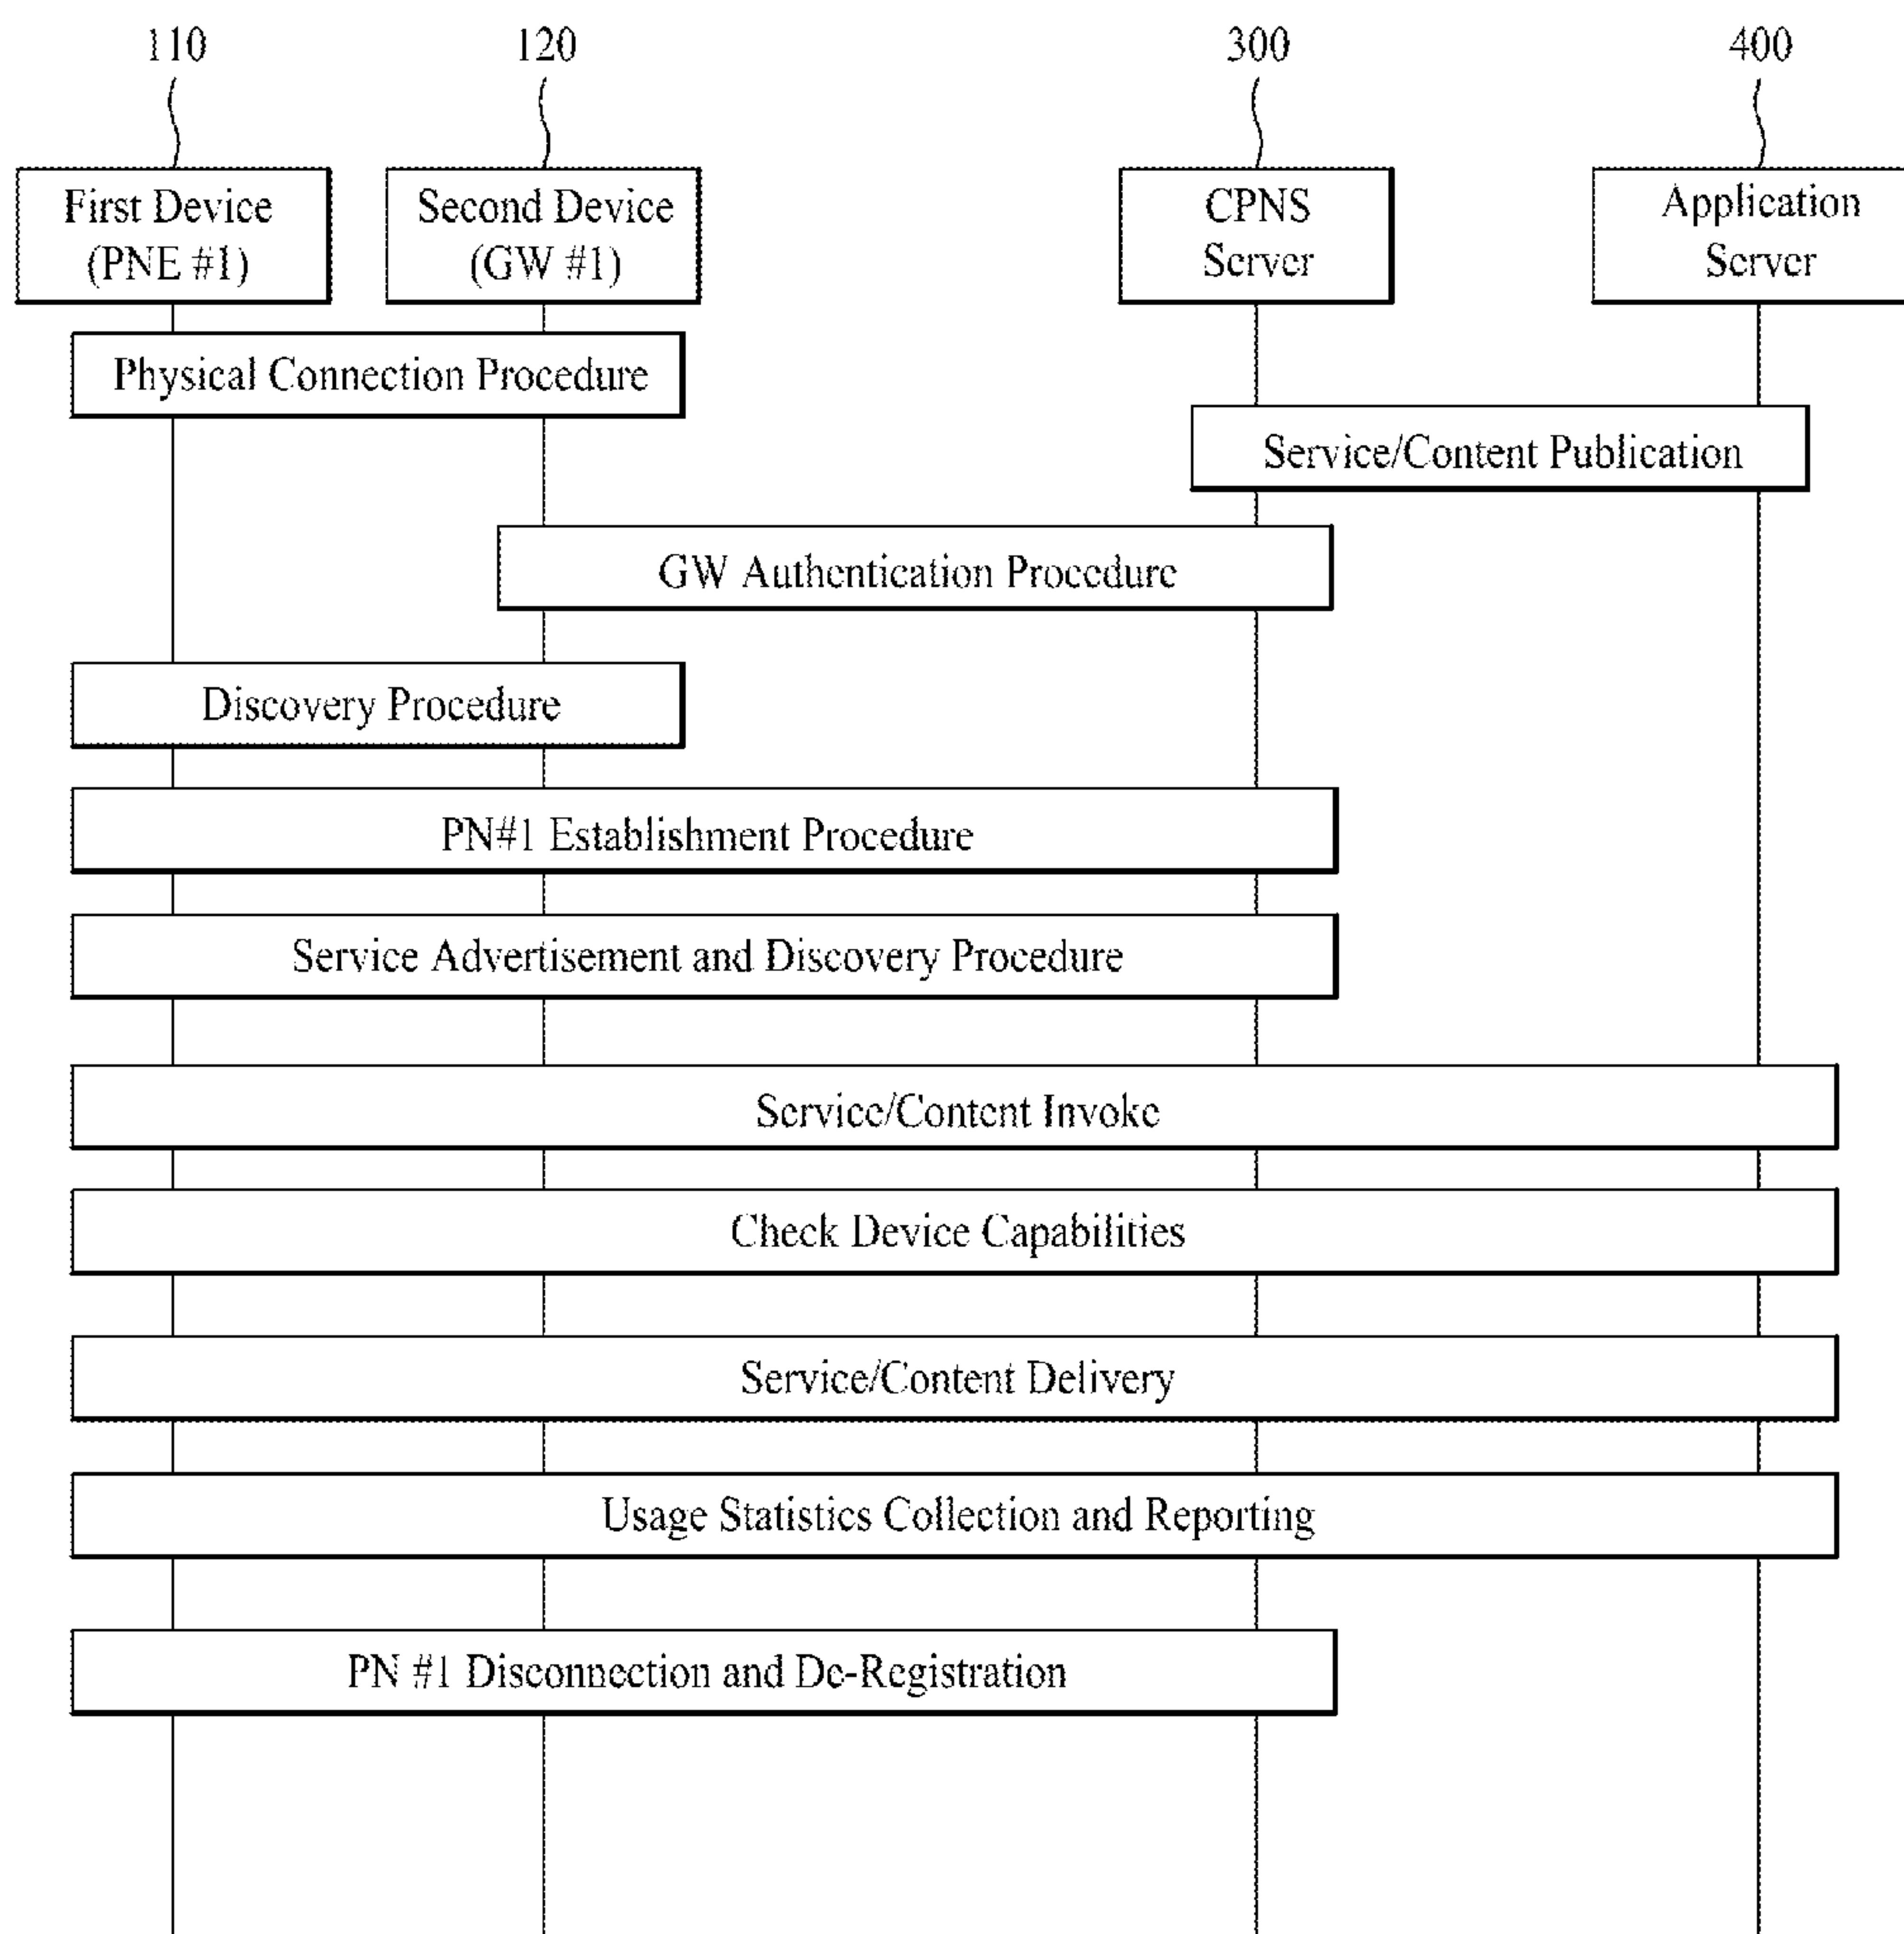 110
120
300
400
First Device
(PNE #1)
Second Device
(GW #1)
CPNS
Server
Application
Server
Physical Connection Procedure
Service/Content Publication
GW Authentication Procedure
Discovery Procedure
PN#1 Establishment Procedure
Service Advertisement and Discovery Procedure
Service/Content Invoke
Check Device Capabilities
Service/Content Delivery
Usage Statistics Collection and Reporting
PN #1 Disconnection and De-Registration